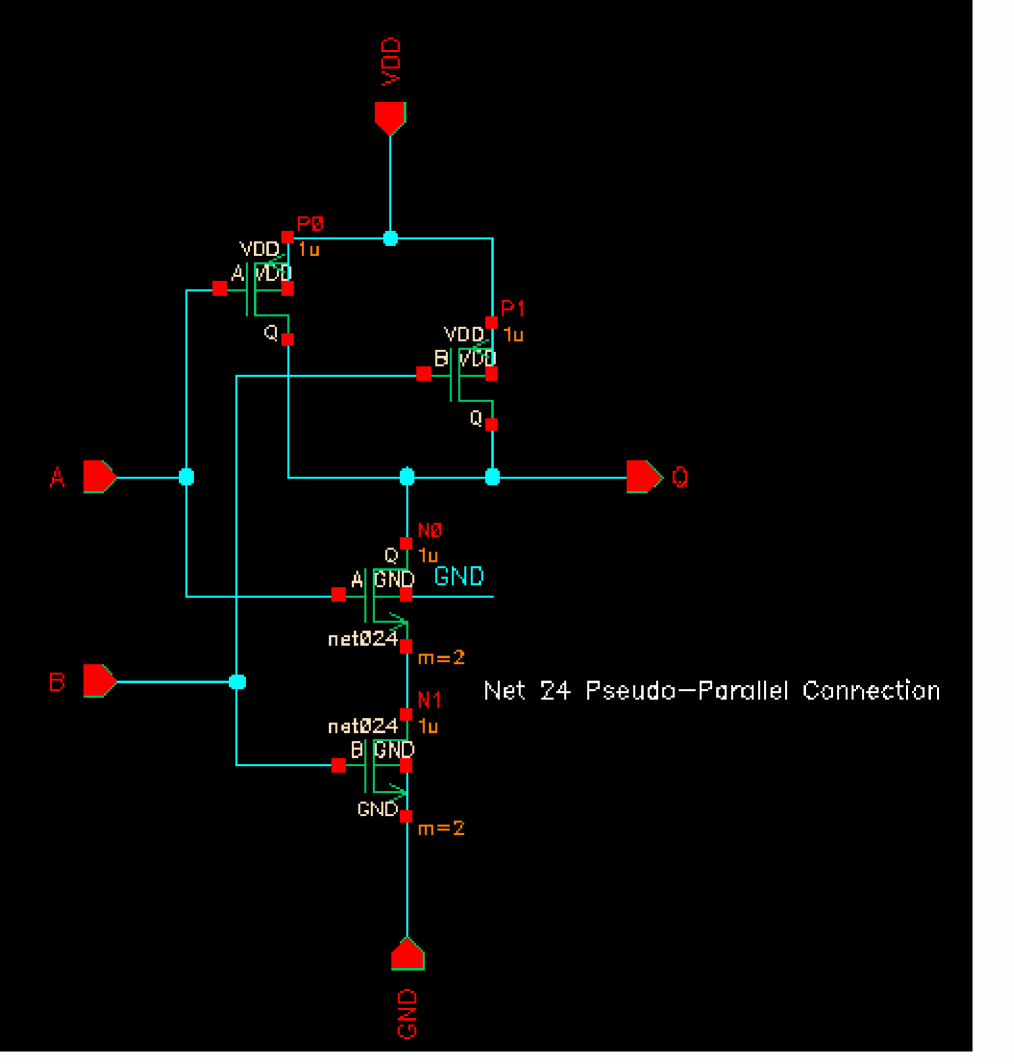 VDD
P0
VDD
1u
A VDD
P1
VDD
1u
Q
B VDD
Q
A
Q
N0
Q
1u
A GND
GND
net024
m=2
B
Net 24 Pseudo-Parallel Connection
N1
net024
1u
B GND
GND
m=2
GND